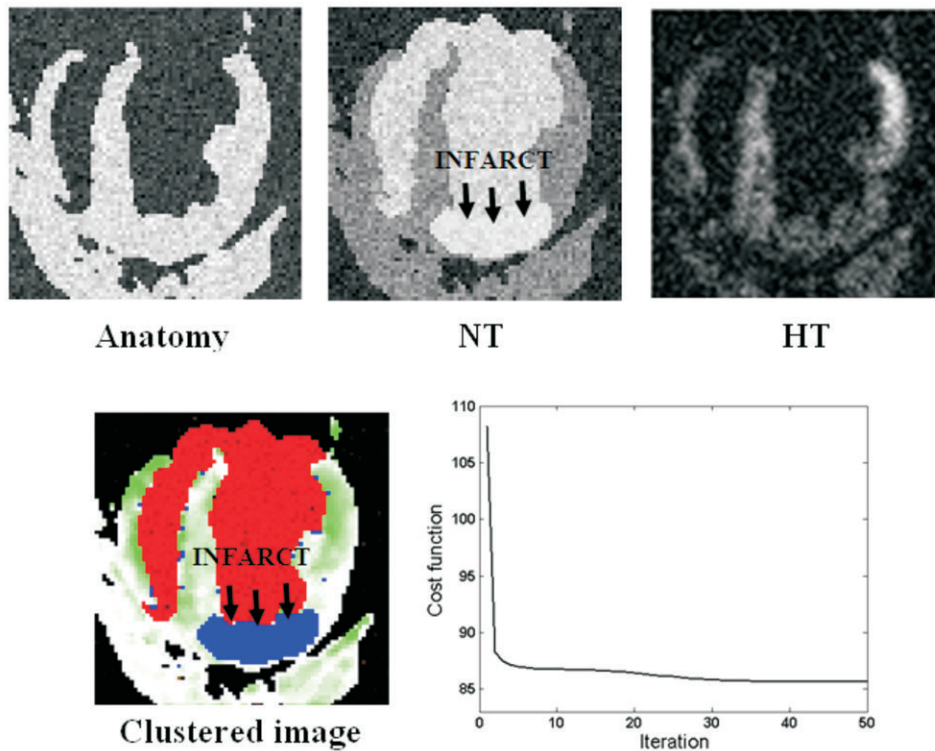 INFARCT
Anatomy
NT
HT
INFARCT
Clustered image
110
105
100
95
90
85
Cost function
0
10
20
30
40
50
Iteration